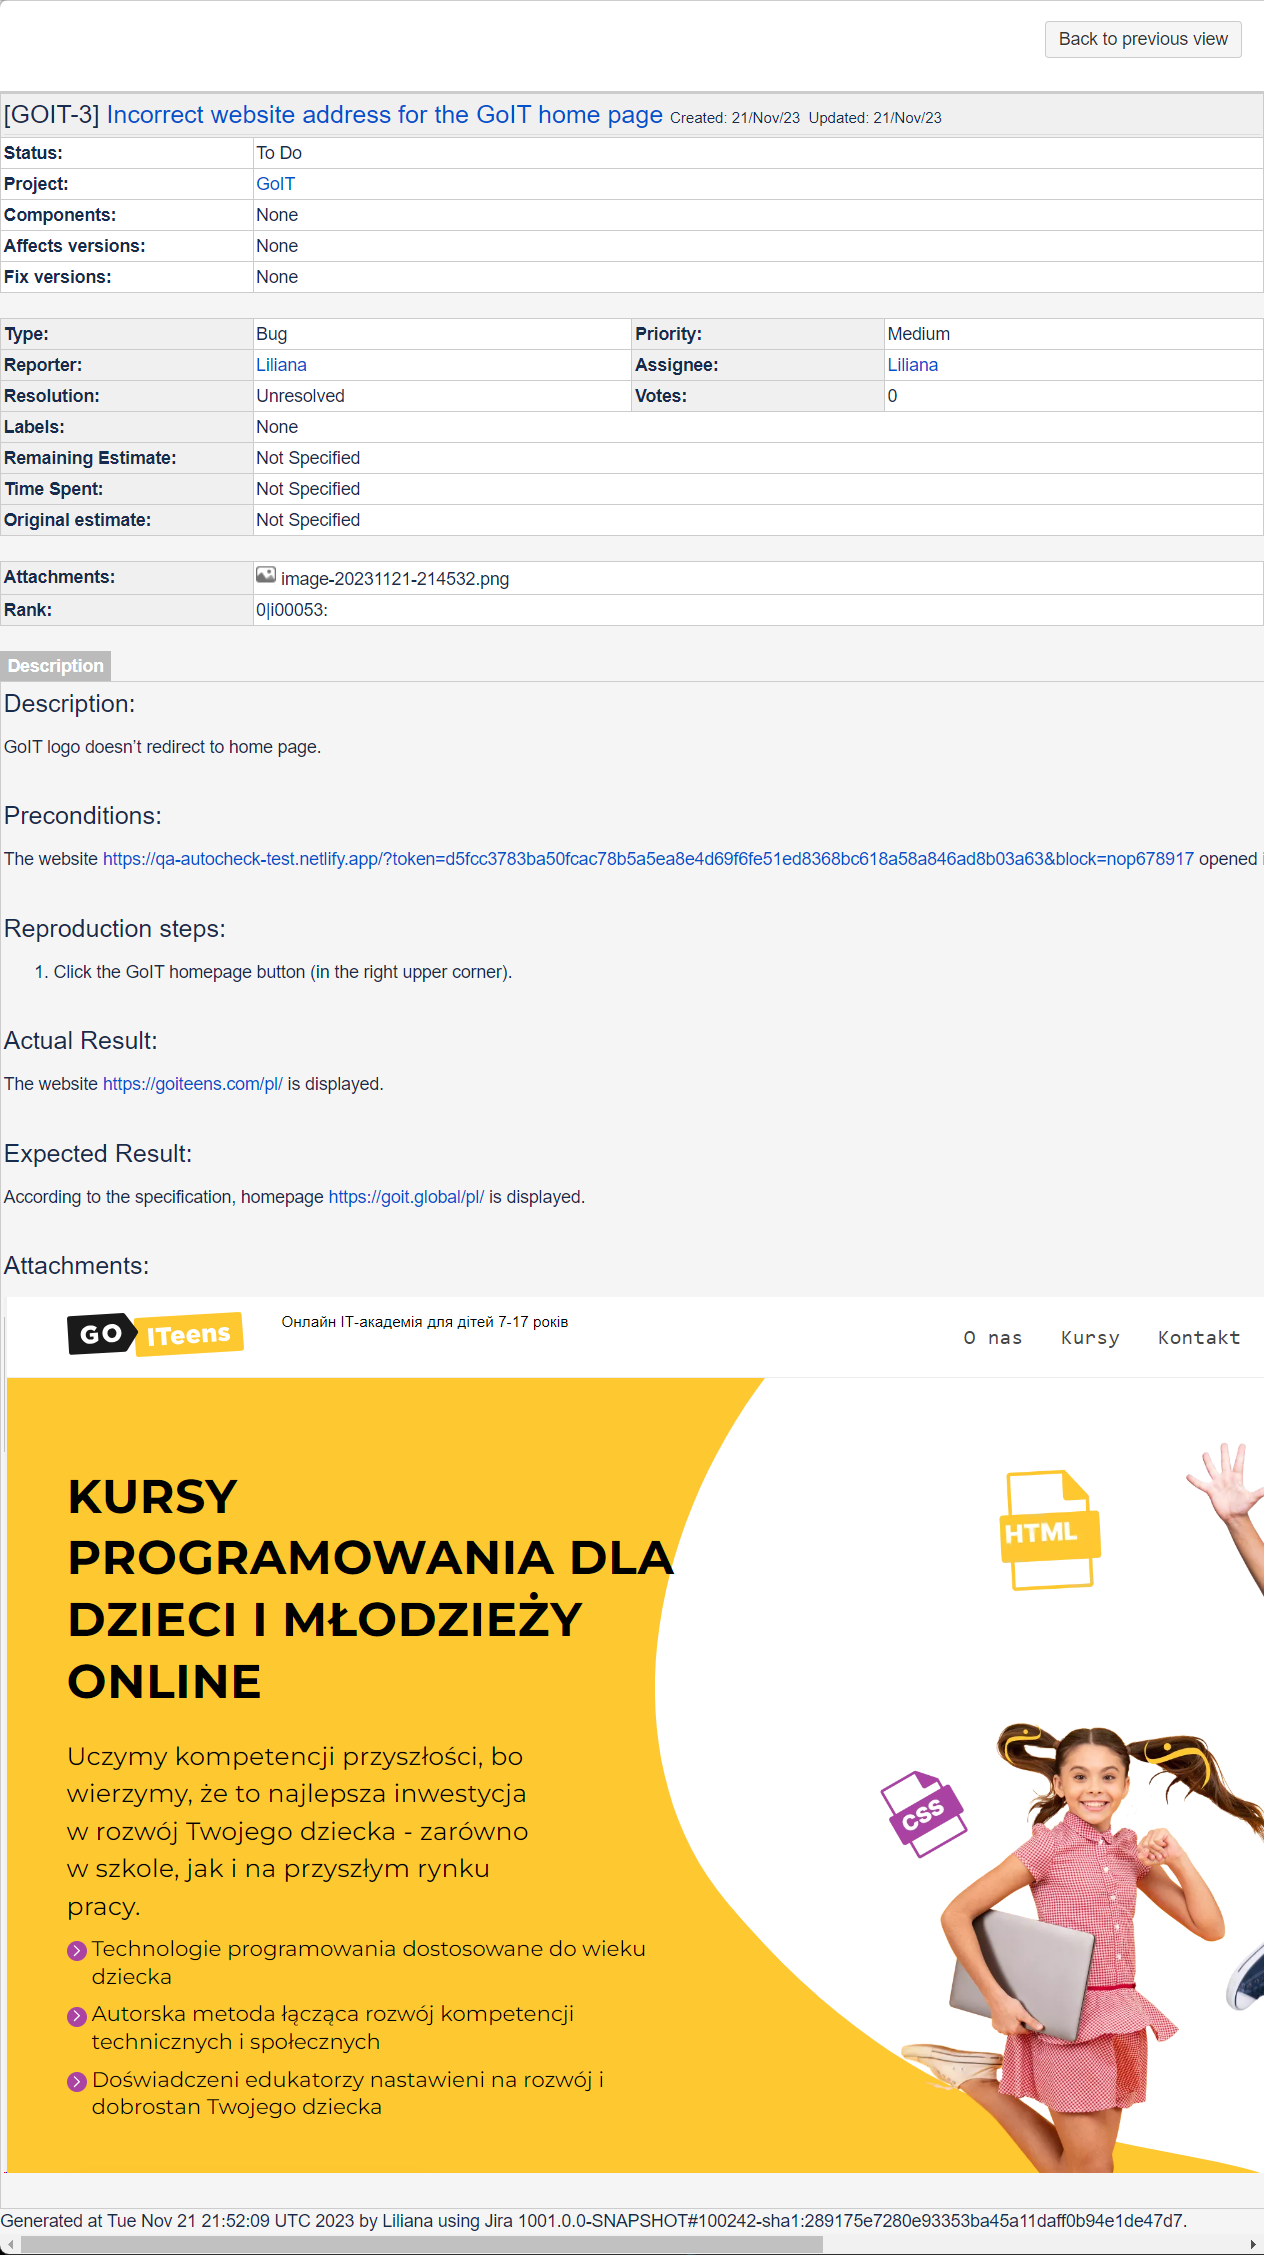 Back to previous view
[GOIT-3] Incorrect website address for the GoIT home page Created: 21/Nov/23 Updated: 21/Nov/23
Status: To Do
Project: GoIT
Components: None
Affects versions: None
Fix versions: None
Type: Bug Priority: Medium
Reporter: Liliana Assignee: Liliana
Resolution: Unresolved Votes: 0
Labels: None
Remaining Estimate: Not Specified
Time Spent: Not Specified
Original estimate: Not Specified
Attachments: image-20231121-214532.png
Rank: 0|i00053:
Description
Description:
GoIT logo doesn’t redirect to home page.
Preconditions:
The website https://qa-autocheck-test.netlify.app/?token=d5fcc3783ba50fcac78b5a5ea8e4d69f6fe51ed8368bc618a58a846ad8b03a63&block=nop678917 opened
Reproduction steps:
1. Click the GoIT homepage button (in the right upper corner).
Actual Result:
The website https://goiteens.com/pl/ is displayed.
Expected Result:
According to the specification, homepage https://goit.global/pl/ is displayed.
Attachments:
GO ITeens Онлайн ІТ-академія для дітей 7-17 років
O nas Kursy Kontakt
KURSY
PROGRAMOWANIA DLA
DZIECI I MŁODZIEŻY
ONLINE
HTML
CSS
Uczymy kompetencji przyszłości, bo
wierzymy, że to najlepsza inwestycja
w rozwój Twojego dziecka - zarówno
w szkole, jak i na przyszłym rynku
pracy.
Technologie programowania dostosowane do wieku
dziecka
Autorska metoda łącząca rozwój kompetencji
technicznych i społecznych
Doświadczeni edukatorzy nastawieni na rozwój i
dobrostan Twojego dziecka
Generated at Tue Nov 21 21:52:09 UTC 2023 by Liliana using Jira 1001.0.0-SNAPSHOT#100242-sha1:289175e7280e93353ba45a11daff0b94e1de47d7.